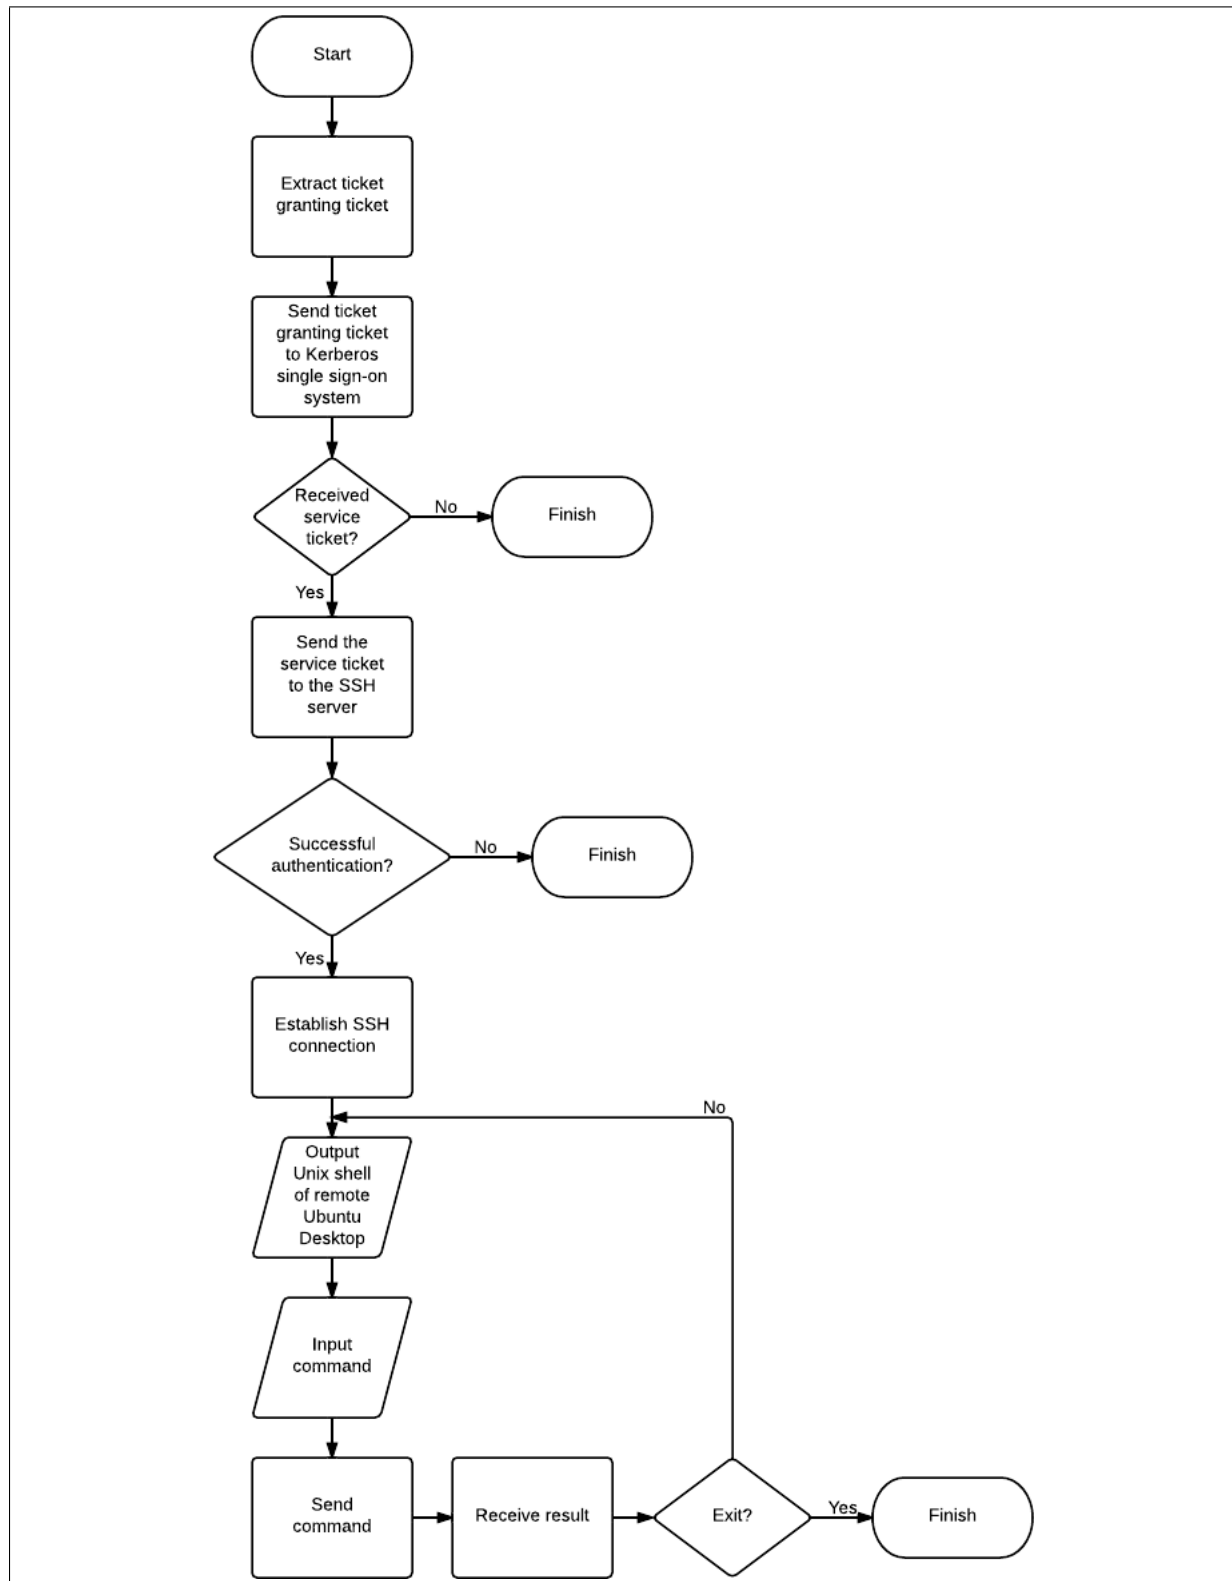 Start
Extract ticket
granting ticket
Send ticket
granting ticket
to Kerberos
single sign-on
system
Received
service
ticket?
No
Finish
Yes
Send the
service ticket
to the SSH
server
Successful
authentication?
No
Finish
Yes
Establish SSH
connection
No
Output
Unix shell
of remote
Ubuntu
Desktop
Input
command
Send
command
Receive result
Exit?
Yes
Finish